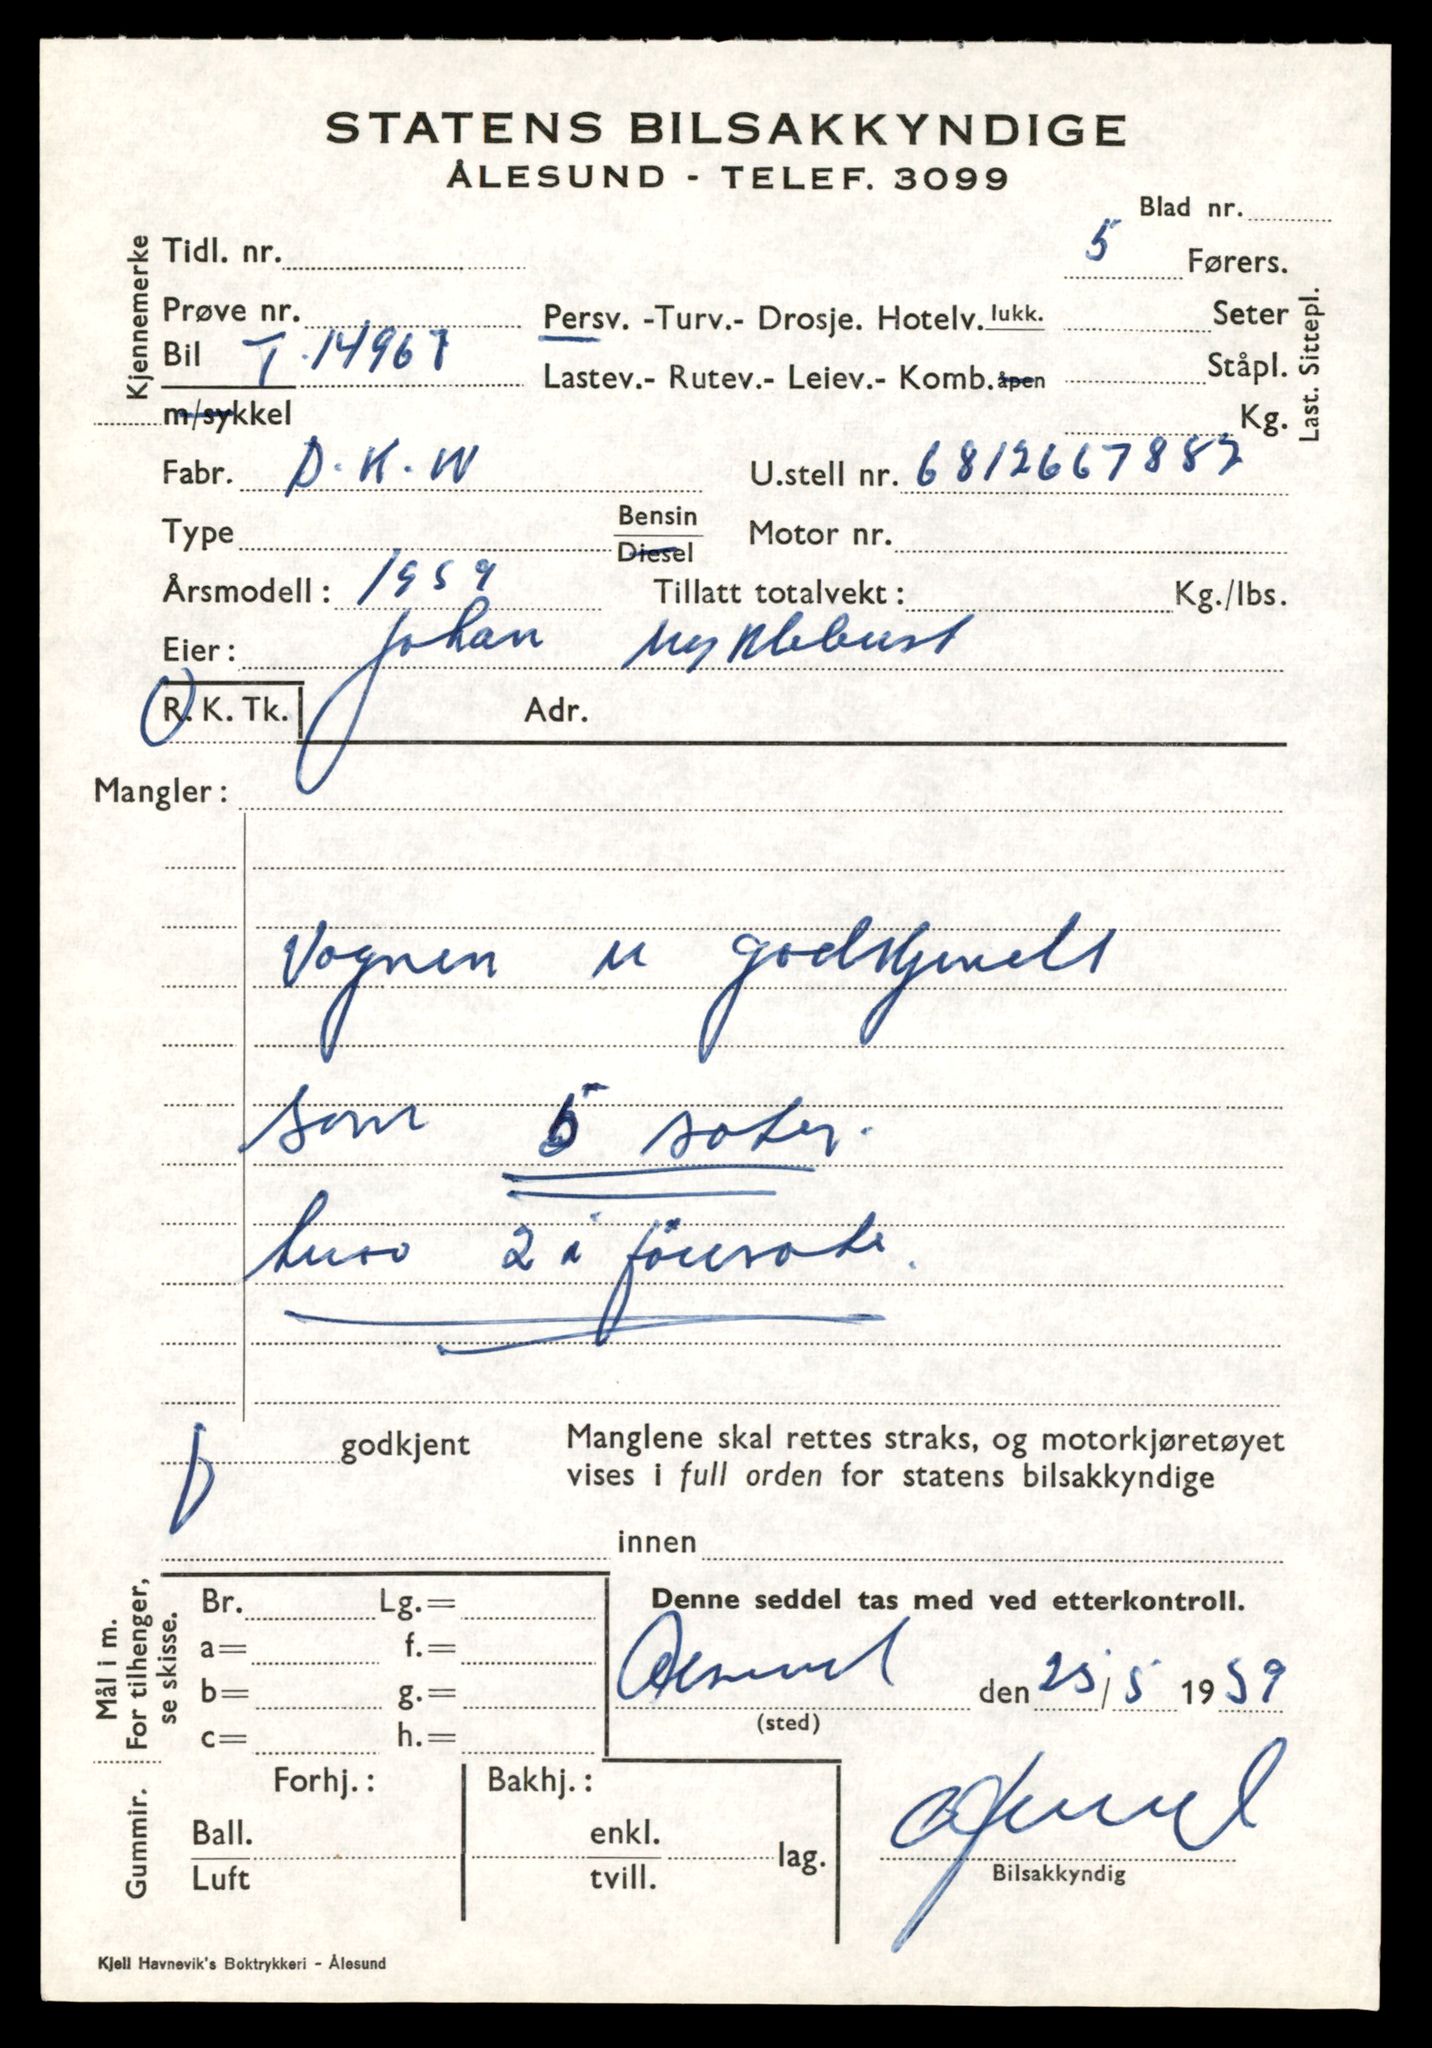 STATENS BILSAKKYNDIGE
ÅLESUND - TELEF. 3099
Blad nr.
Kjennemerke
Tidl. nr.
5 Førers.
Prøve nr.
Persv. -Turv.- Drosje. Hotelv. lukk.
Seter
Bil T.14967
Lastev.- Rutev.- Leiev.- Komb. åpen
Ståpl.
m/sykkel
Kg.
Last. Sittepl.
Fabr. D.K.W
U.stell nr. 6812667882
Type
Bensin
Diesel
Motor nr.
Årsmodell: 1959
Tillatt totalvekt: Kg./lbs.
Eier: Johan Myklebust
R. K. Tk.
Adr.
Mangler:
Vognen er godkjendt
som 5 seter.
hvor 2 i
godkjent
Manglene skal rettes straks, og motorkjøretøyet
vises i full orden for statens bilsakkyndige
innen
Mål i m.
For tilhenger,
se skisse.
Br. Lg.=
a= f.=
b= g.=
c= h.=
Denne seddel tas med ved etterkontroll.
Ålesund den 25/5 1959
(sted)
Gummir.
Forhj.:
Bakhj.:
Ball.
Luft
enkl.
tvill.
lag.
Bilsakkyndig
Kjell Havnevik's Boktrykkeri - Ålesund